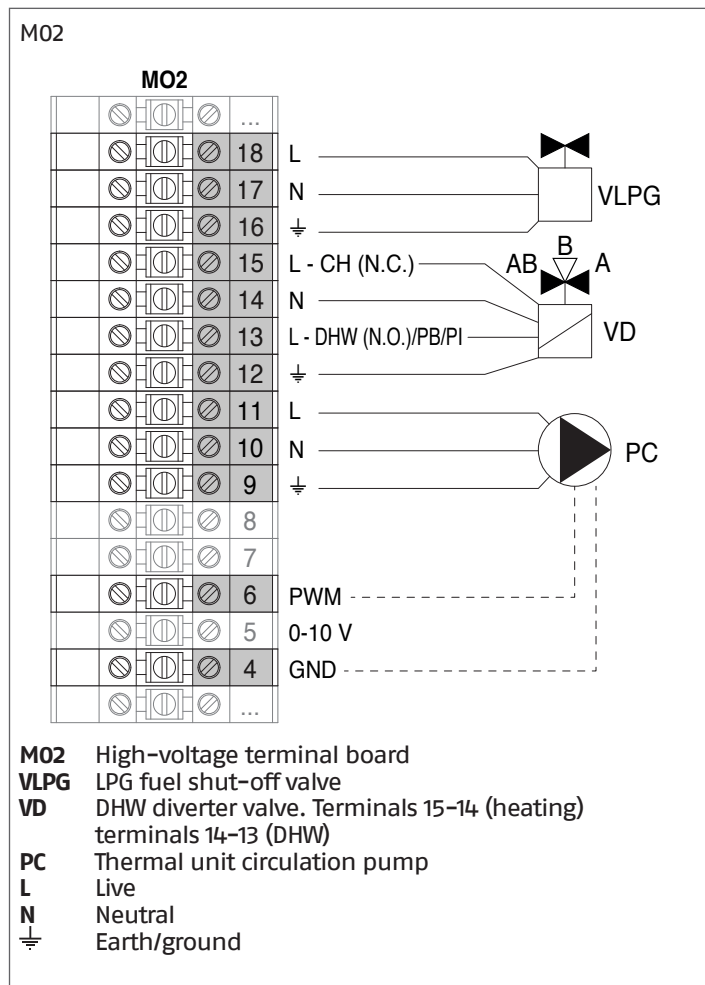 M02
MO2
...
18 L
17 N VLPG
16 ⏚
B
15 L - CH (N.C.) AB A
14 N
13 L - DHW (N.O.)/PB/PI VD
12 ⏚
11 L
10 N PC
9 ⏚
8
7
6 PWM
5 0-10 V
4 GND
...
M02 High-voltage terminal board
VLPG LPG fuel shut-off valve
VD DHW diverter valve. Terminals 15-14 (heating)
terminals 14-13 (DHW)
PC Thermal unit circulation pump
L Live
N Neutral
⏚ Earth/ground